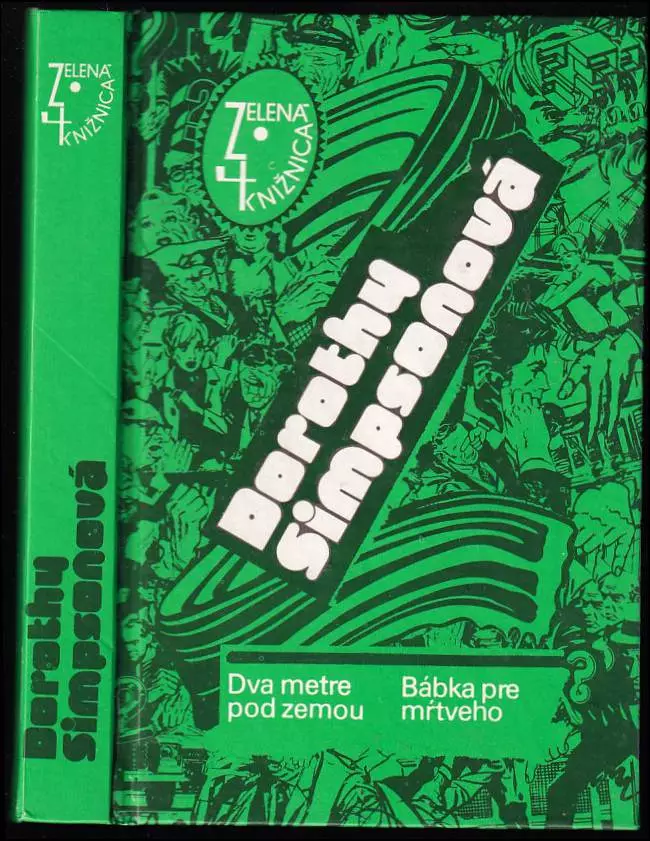 ZELENÁ
KNIŽNICA
Dorothy
Simpsonová
ZELENÁ
KNIŽNICA
Dorothy
Simpsonová
Dva metre
pod zemou
Bábka pre
mŕtveho